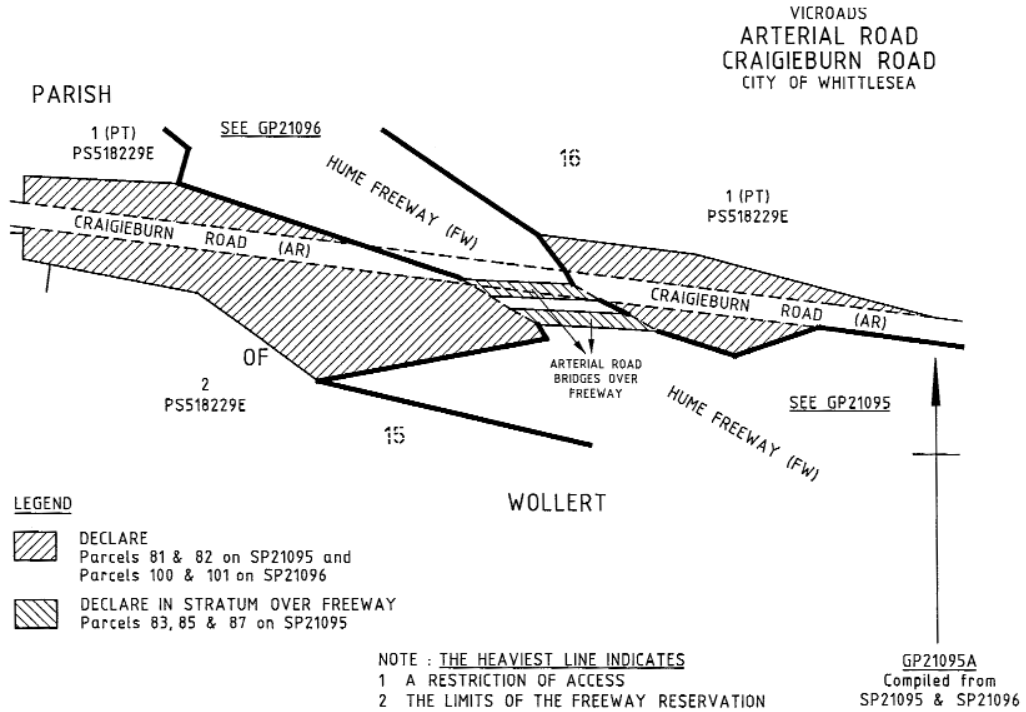 VICROADS
ARTERIAL ROAD
CRAIGIEBURN ROAD
CITY OF WHITTLESEA
PARISH
1 (PT)
PS518229E
SEE GP21096
16
HUME FREEWAY (FW)
1 (PT)
PS518229E
CRAIGIEBURN ROAD (AR)
CRAIGIEBURN ROAD (AR)
OF
ARTERIAL ROAD
BRIDGES OVER
FREEWAY
2
PS518229E
HUME FREEWAY (FW)
SEE GP21095
15
WOLLERT
LEGEND
DECLARE
Parcels 81 & 82 on SP21095 and
Parcels 100 & 101 on SP21096
DECLARE IN STRATUM OVER FREEWAY
Parcels 83, 85 & 87 on SP21095
NOTE : THE HEAVIEST LINE INDICATES
1 A RESTRICTION OF ACCESS
2 THE LIMITS OF THE FREEWAY RESERVATION
GP21095A
Compiled from
SP21095 & SP21096